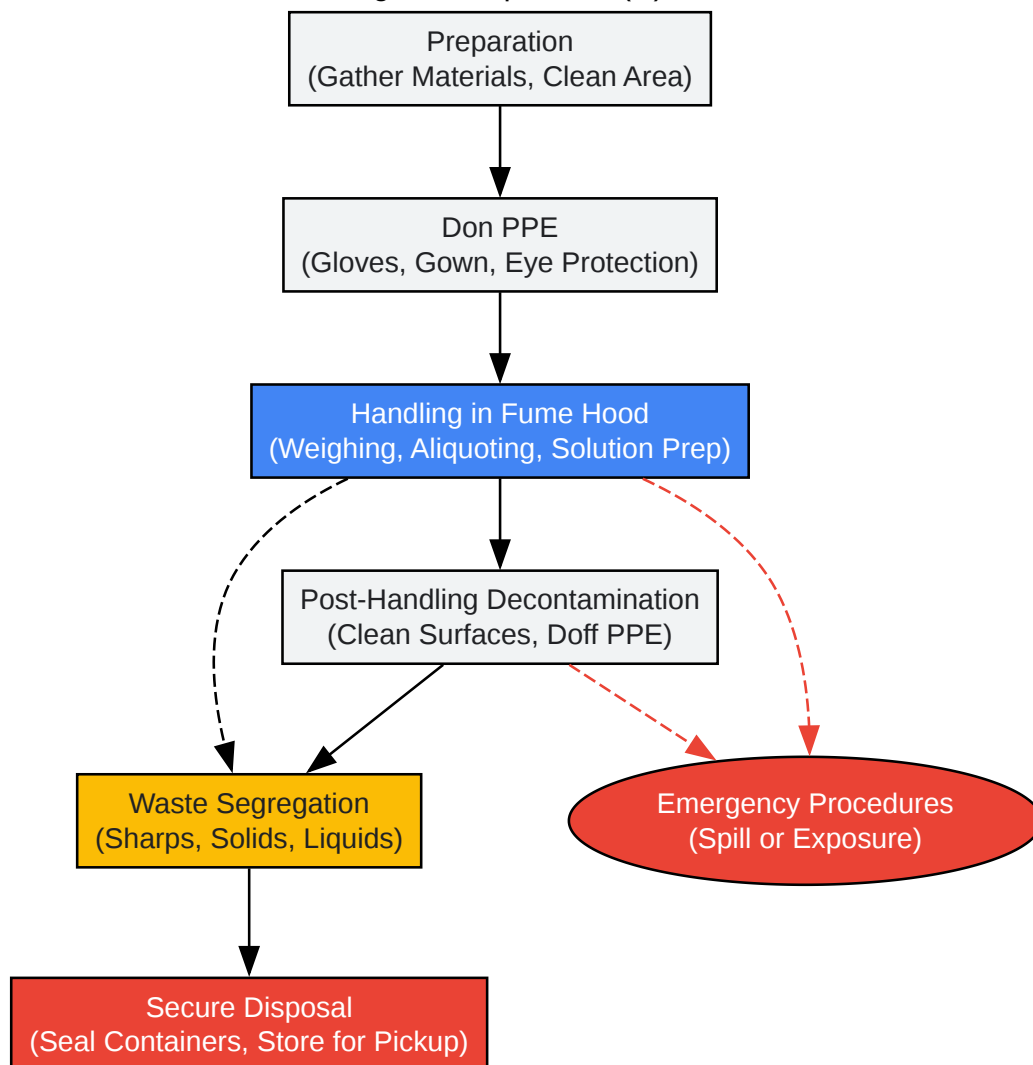 Preparation
(Gather Materials, Clean Area)
Don PPE
(Gloves, Gown, Eye Protection)
Handling in Fume Hood
(Weighing, Aliquoting, Solution Prep)
Post-Handling Decontamination
(Clean Surfaces, Doff PPE)
Waste Segregation
(Sharps, Solids, Liquids)
Emergency Procedures
(Spill or Exposure)
Secure Disposal
(Seal Containers, Store for Pickup)